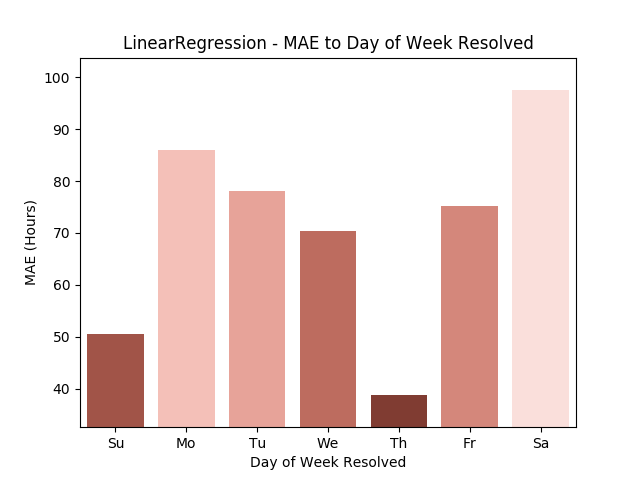 LinearRegression - MAE to Day of Week Resolved
100
90
80
70
60
50
40
MAE (Hours)
Su Mo Tu We Th Fr Sa
Day of Week Resolved